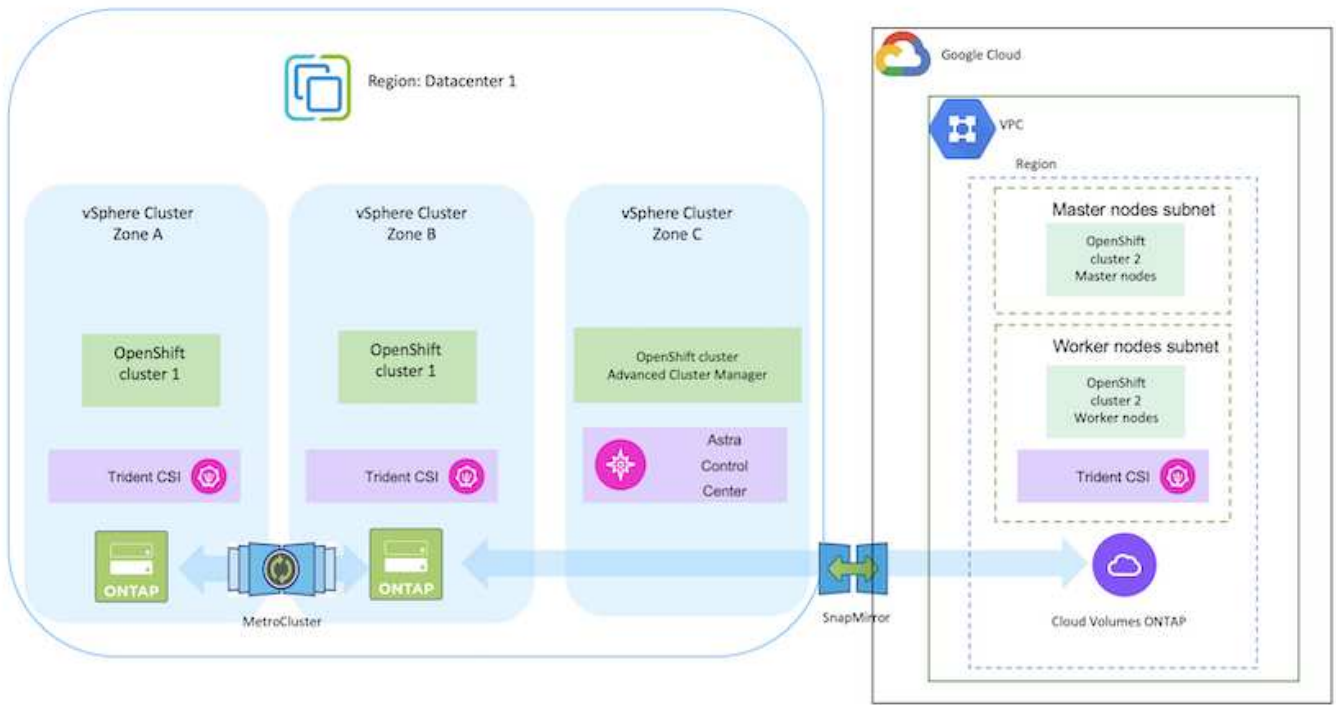 Region: Datacenter 1
vSphere Cluster
Zone A
OpenShift
cluster 1
Trident CSI
ONTAP
MetroCluster
vSphere Cluster
Zone B
OpenShift
cluster 1
Trident CSI
ONTAP
vSphere Cluster
Zone C
OpenShift cluster
Advanced Cluster Manager
Astra
Control
Center
SnapMirror
Google Cloud
VPC
Region
Master nodes subnet
OpenShift
cluster 2
Master nodes
Worker nodes subnet
OpenShift
cluster 2
Worker nodes
Trident CSI
Cloud Volumes ONTAP